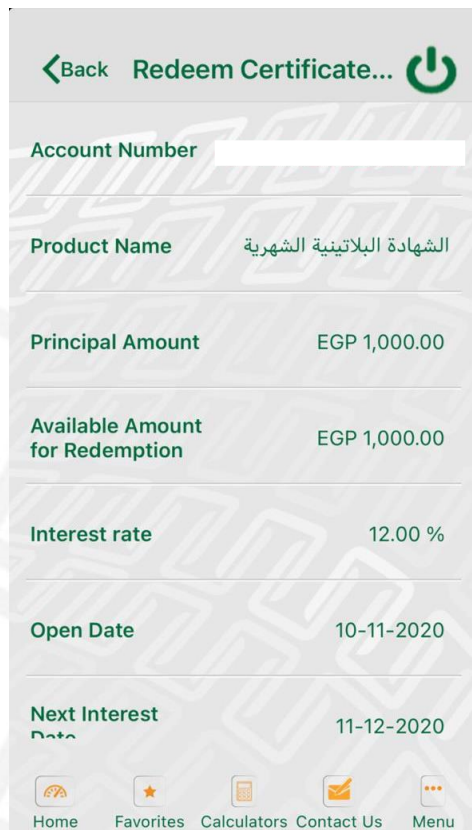 Back Redeem Certificate...
Account Number
Product Name الشهادة البلاتينية الشهرية
Principal Amount EGP 1,000.00
Available Amount
for Redemption EGP 1,000.00
Interest rate 12.00 %
Open Date 10-11-2020
Next Interest
Date 11-12-2020
Home Favorites Calculators Contact Us Menu